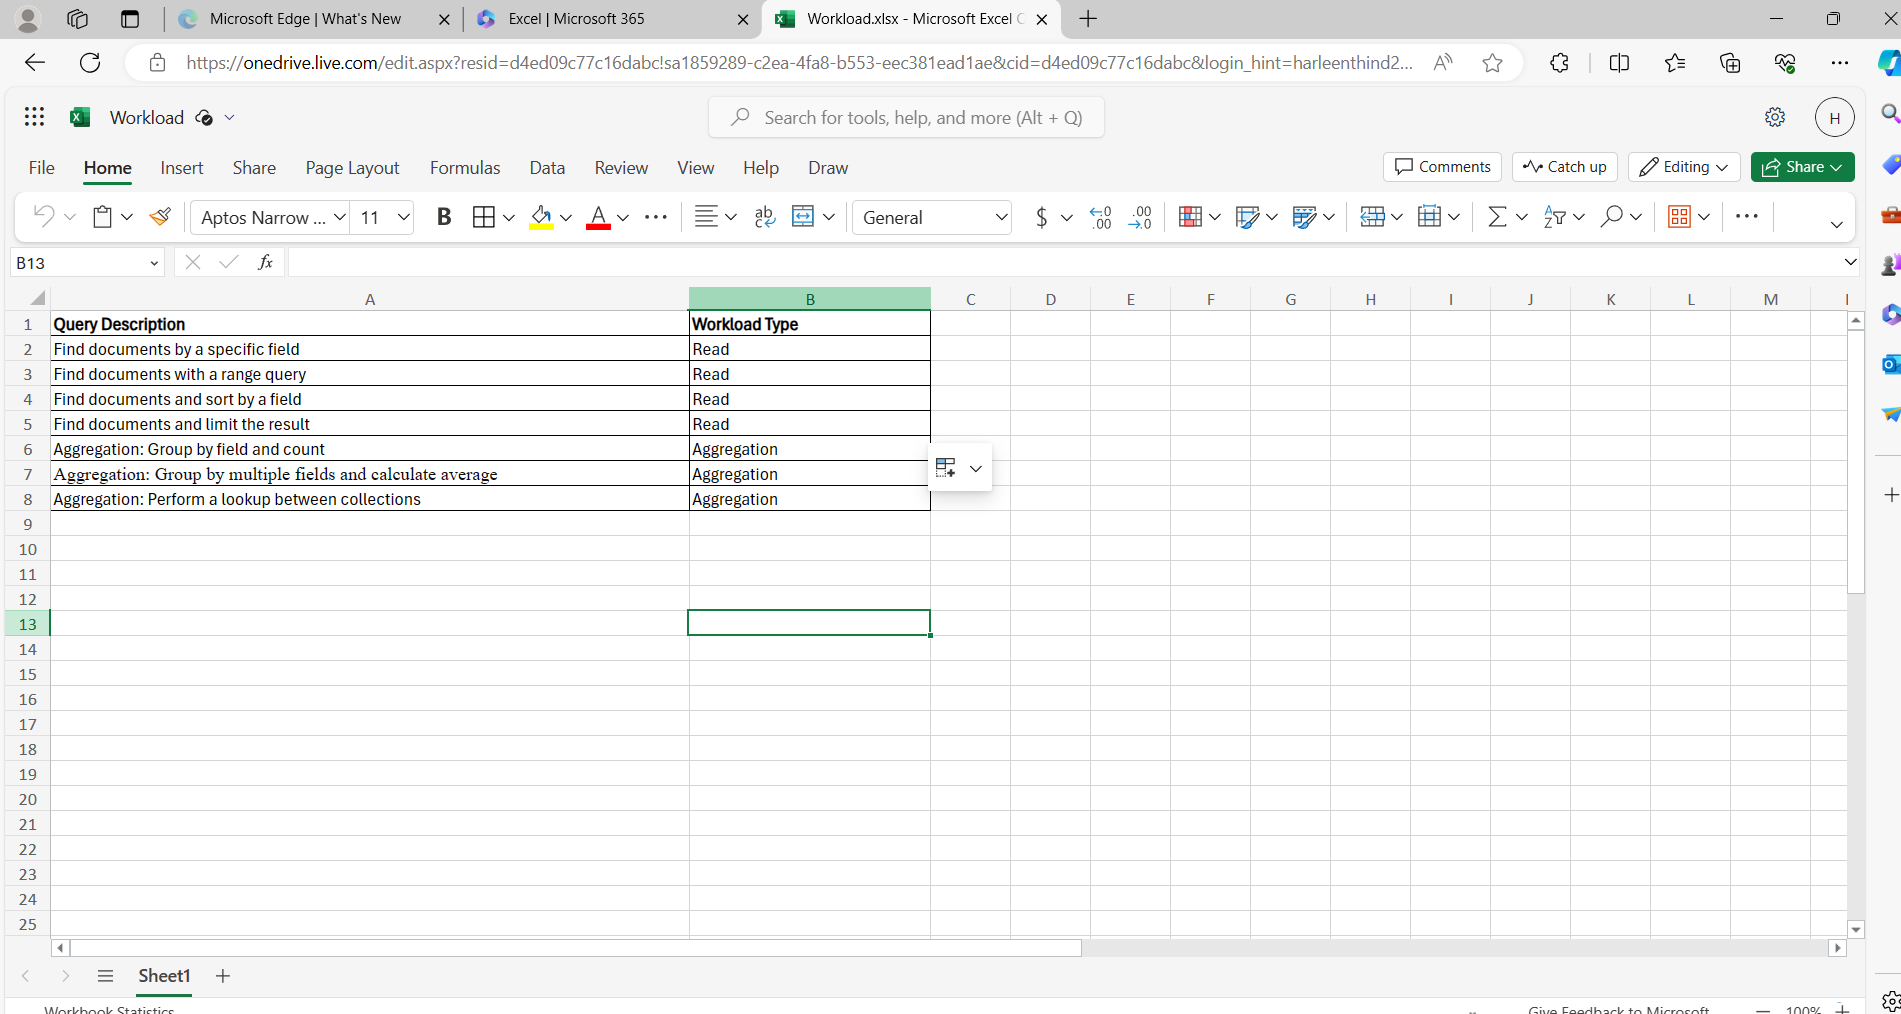 Microsoft Edge | What's New
Excel | Microsoft 365
Workload.xlsx - Microsoft Excel
https://onedrive.live.com/edit.aspx?resid=d4ed09c77c16dabc!sa1859289-c2ea-4fa8-b553-eec381ead1ae&cid=d4ed09c77c16dabc&login_hint=harleenthind2...
Workload
Search for tools, help, and more (Alt + Q)
H
File Home Insert Share Page Layout Formulas Data Review View Help Draw
Comments Catch up Editing Share
Aptos Narrow ... 11 B A ab General $ .00 .00
B13 fx
A B C D E F G H I J K L M
1 Query Description Workload Type
2 Find documents by a specific field Read
3 Find documents with a range query Read
4 Find documents and sort by a field Read
5 Find documents and limit the result Read
6 Aggregation: Group by field and count Aggregation
7 Aggregation: Group by multiple fields and calculate average Aggregation
8 Aggregation: Perform a lookup between collections Aggregation
9
10
11
12
13
14
15
16
17
18
19
20
21
22
23
24
25
Sheet1
Workbook Statistics Give Feedback to Microsoft 100%